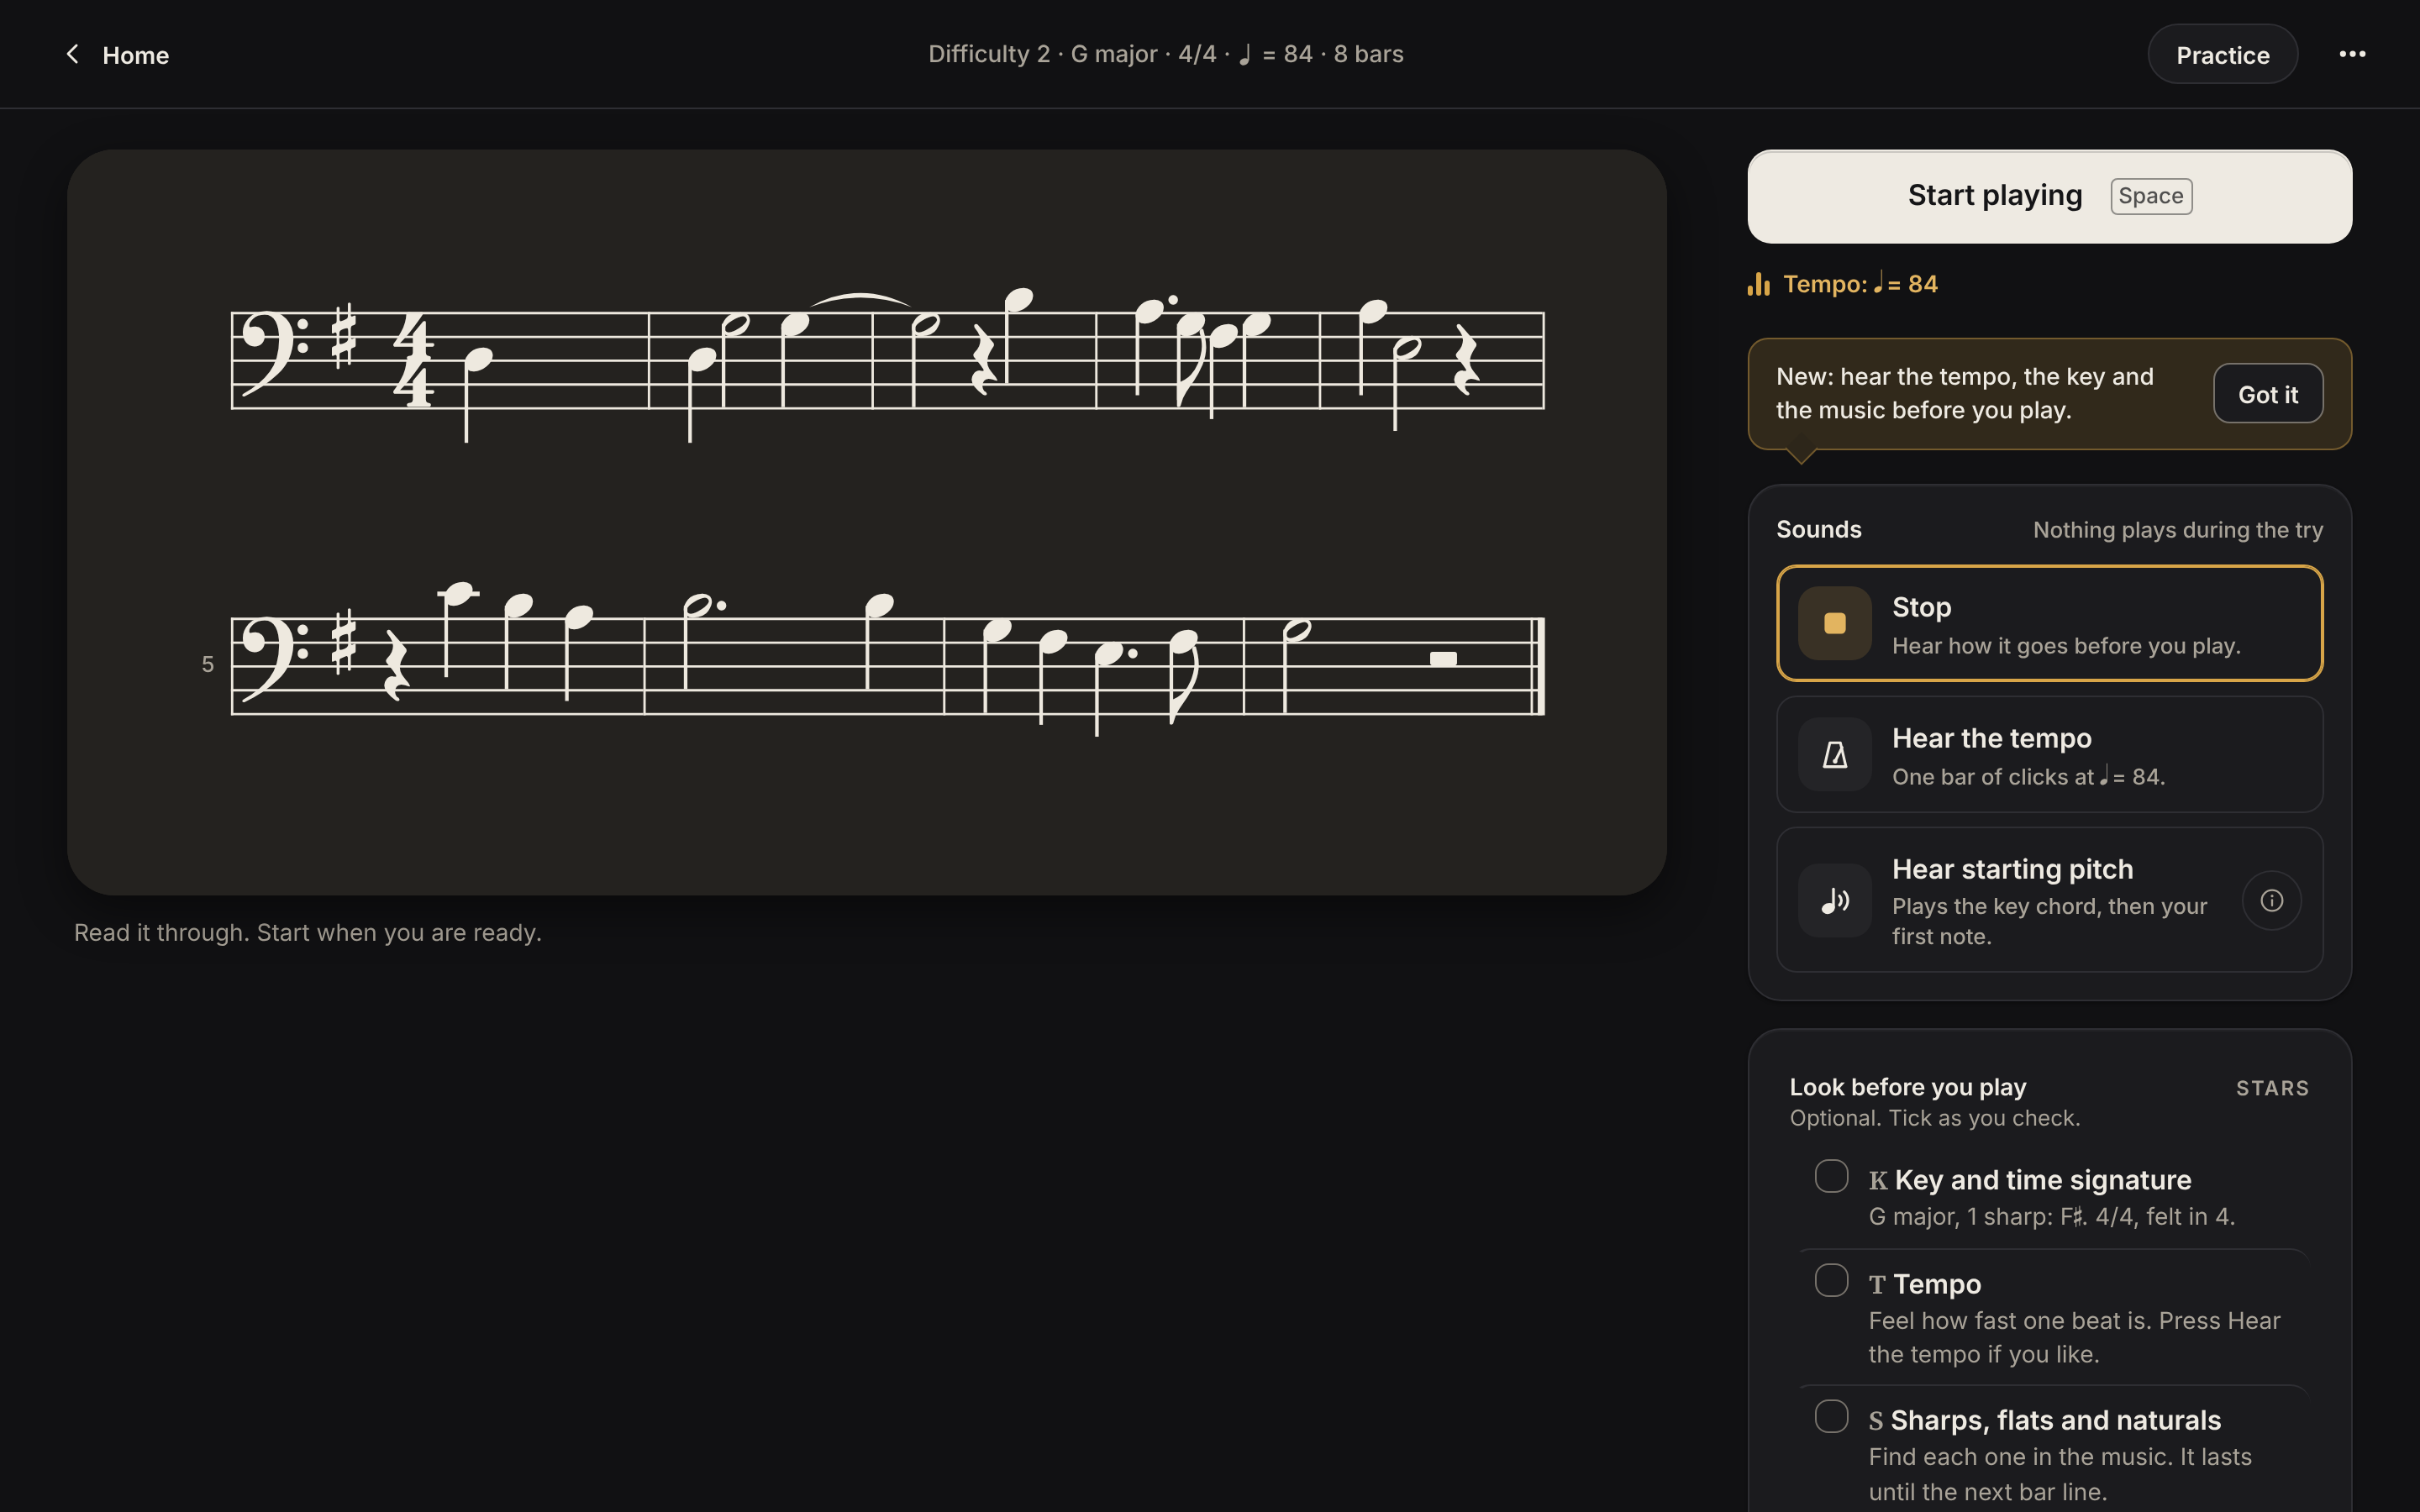 Home
Difficulty 2 · G major · 4/4 · ♩ = 84 · 8 bars
Practice
Start playing Space
Tempo: ♩= 84
New: hear the tempo, the key and
the music before you play.
Got it
Sounds
Nothing plays during the try
Stop
Hear how it goes before you play.
Hear the tempo
One bar of clicks at ♩= 84.
Hear starting pitch
Plays the key chord, then your
first note.
4
4
5
Read it through. Start when you are ready.
Look before you play
STARS
Optional. Tick as you check.
K Key and time signature
G major, 1 sharp: F♯. 4/4, felt in 4.
T Tempo
Feel how fast one beat is. Press Hear
the tempo if you like.
S Sharps, flats and naturals
Find each one in the music. It lasts
until the next bar line.